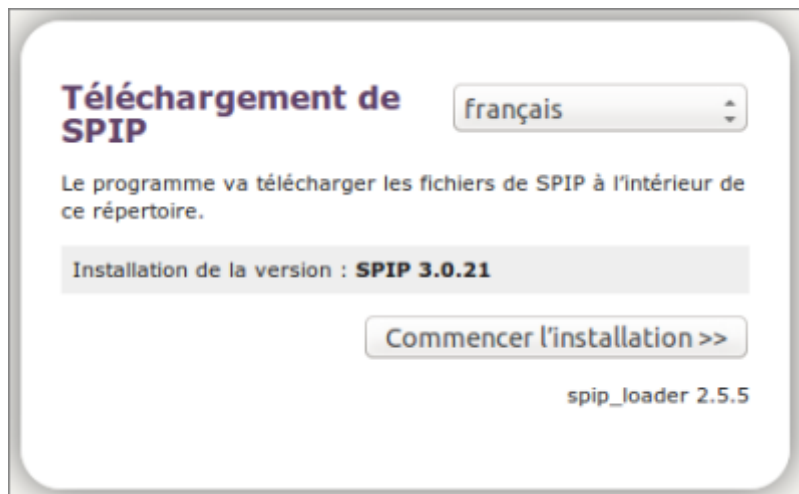 Téléchargement de
SPIP
français
Le programme va télécharger les fichiers de SPIP à l'intérieur de
ce répertoire.
Installation de la version : SPIP 3.0.21
Commencer l'installation >>
spip_loader 2.5.5